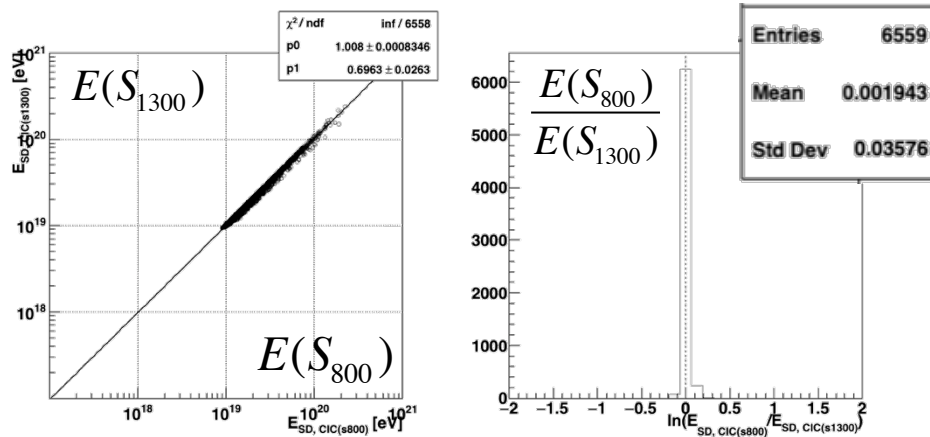 χ² / ndf inf / 6558
p0 1.008 ± 0.0008346
p1 0.6963 ± 0.0263
E(S₁₃₀₀)
E_SD, CIC(s1300) [eV]
10²¹
10²⁰
10¹⁹
10¹⁸
10¹⁸ 10¹⁹ 10²⁰ 10²¹
E(S₈₀₀)
E_SD, CIC(s800) [eV]
Entries 6559
Mean 0.001943
Std Dev 0.03576
E(S₈₀₀)
E(S₁₃₀₀)
6000
5000
4000
3000
2000
1000
0
−2 −1.5 −1 −0.5 0 0.5 1 1.5 2
ln(E_SD, CIC(s800)/E_SD, CIC(s1300))